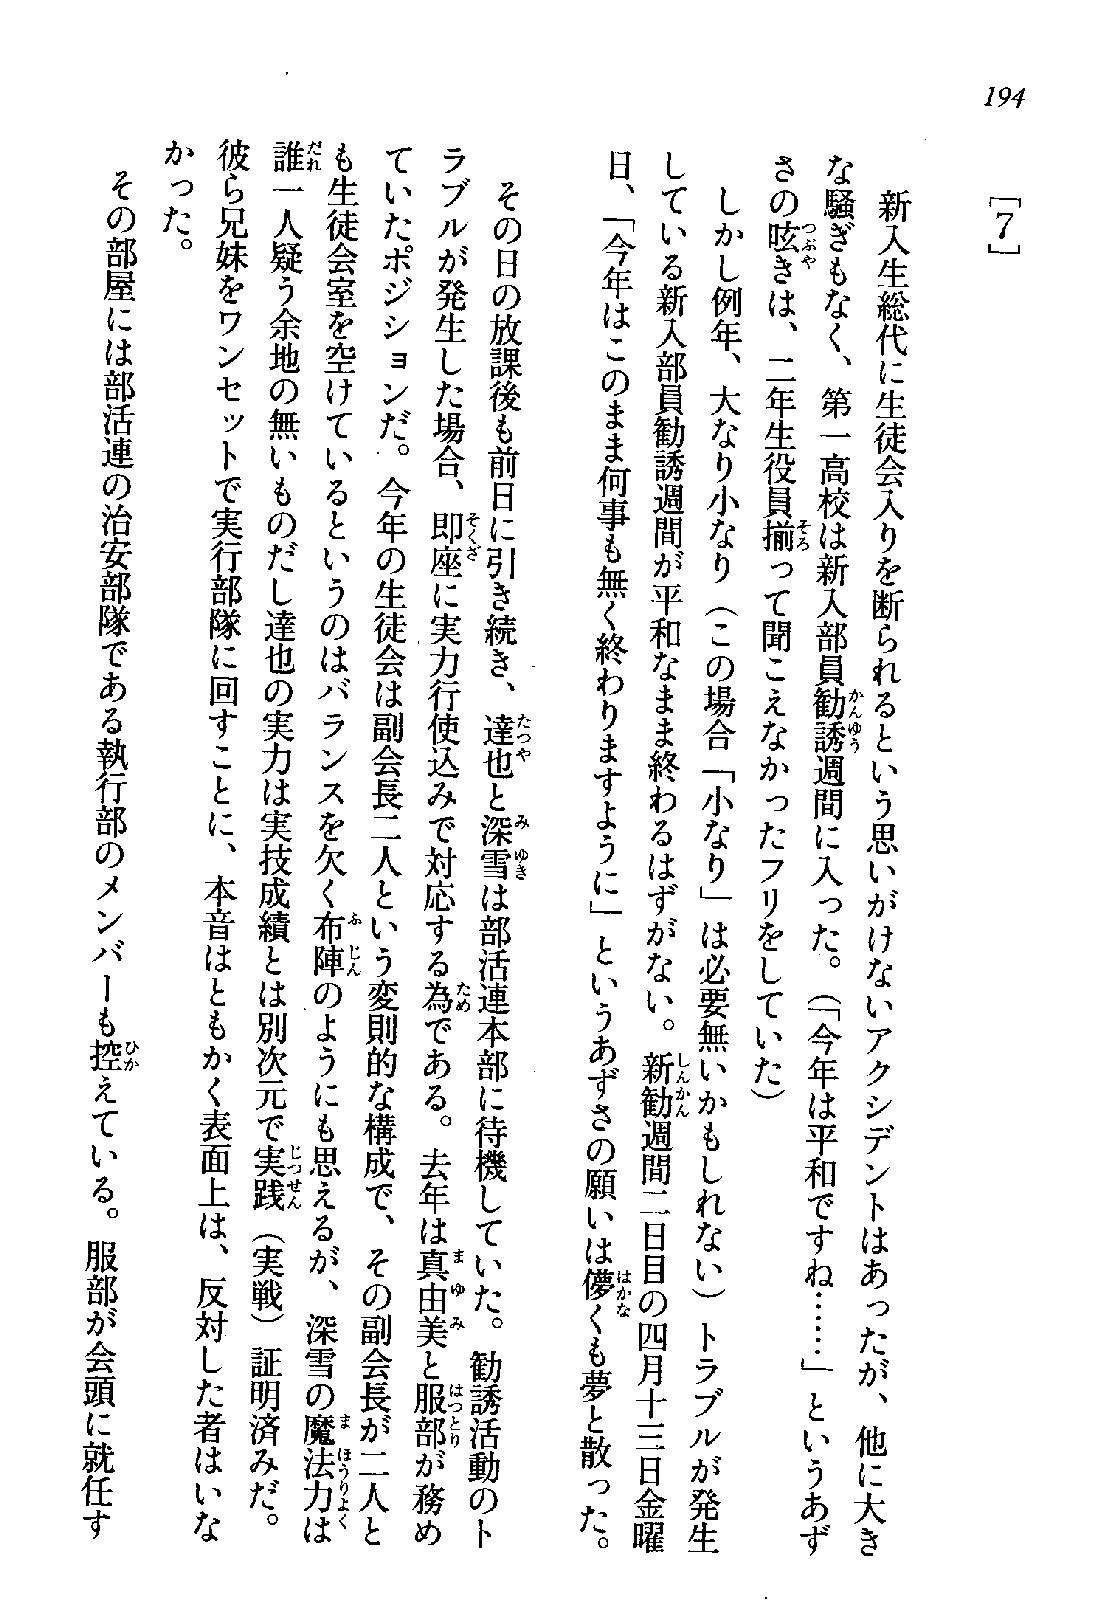 194
［7］
新入生総代に生徒会入りを断られるという思いがけないアクシデントはあったが、他に大き
な騒ぎもなく、第一高校は新入部員勧誘週間に入った。（「今年は平和ですね……」というあず
さの呟きは、二年生役員揃って聞こえなかったフリをしていた）
しかし例年、大なり小なり（この場合「小なり」は必要無いかもしれない）トラブルが発生
している新入部員勧誘週間が平和なまま終わるはずがない。新勧週間二日目の四月十三日金曜
日、「今年はこのまま何事も無く終わりますように」というあずさの願いは儚くも夢と散った。
その日の放課後も前日に引き続き、達也と深雪は部活連本部に待機していた。勧誘活動のト
ラブルが発生した場合、即座に実力行使込みで対応する為である。去年は真由美と服部が務め
ていたポジションだ。今年の生徒会は副会長二人という変則的な構成で、その副会長が二人と
も生徒会室を空けているというのはバランスを欠く布陣のようにも思えるが、深雪の魔法力は
誰一人疑う余地の無いものだし達也の実力は実技成績とは別次元で実践（実戦）証明済みだ。
彼ら兄妹をワンセットで実行部隊に回すことに、本音はともかく表面上は、反対した者はいな
かった。
その部屋には部活連の治安部隊である執行部のメンバーも控えている。服部が会頭に就任す